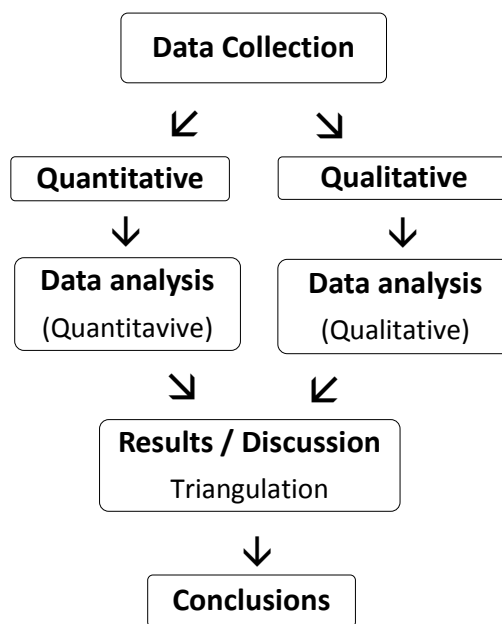 Data Collection
Quantitative
Qualitative
Data analysis
(Quantitavive)
Data analysis
(Qualitative)
Results / Discussion
Triangulation
Conclusions